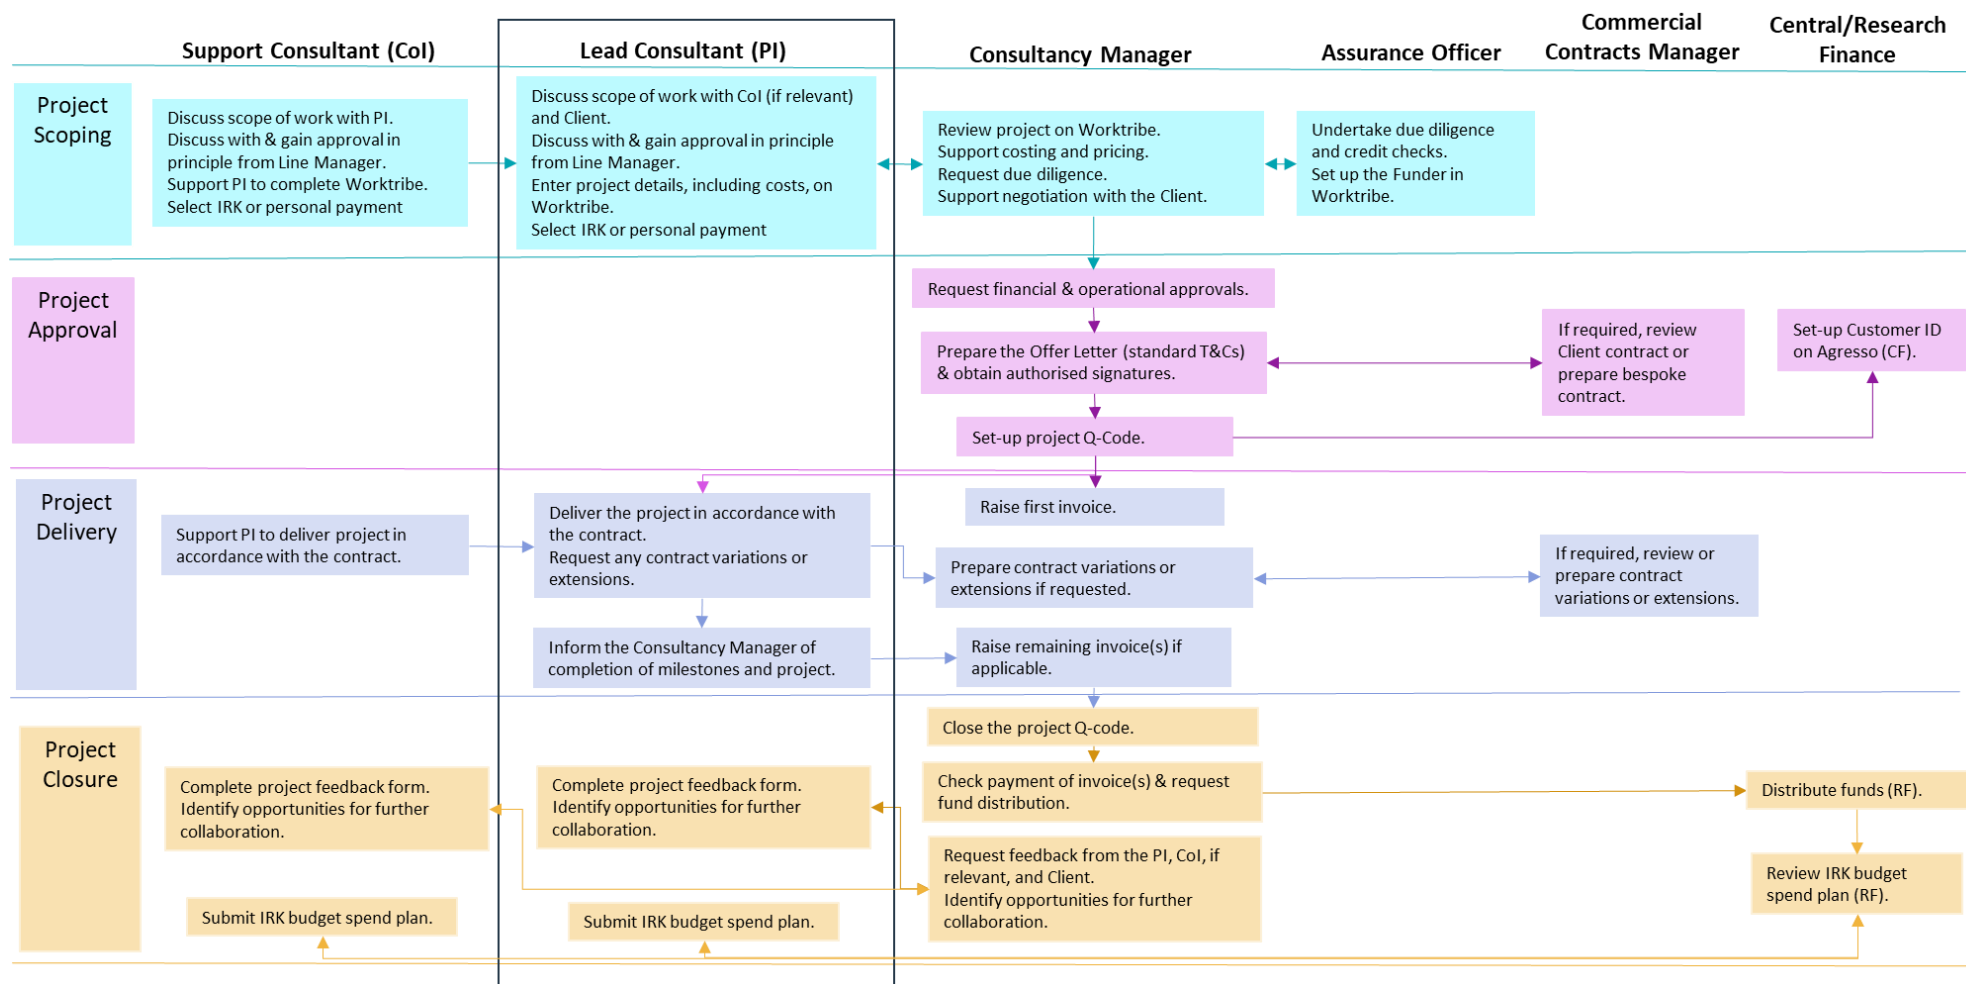 Support Consultant (CoI)
Lead Consultant (PI)
Consultancy Manager
Assurance Officer
Commercial
Contracts Manager
Central/Research
Finance
Project
Scoping
Discuss scope of work with PI.
Discuss with & gain approval in
principle from Line Manager.
Support PI to complete Worktribe.
Select IRK or personal payment
Discuss scope of work with CoI (if relevant)
and Client.
Discuss with & gain approval in principle
from Line Manager.
Enter project details, including costs, on
Worktribe.
Select IRK or personal payment
Review project on Worktribe.
Support costing and pricing.
Request due diligence.
Support negotiation with the Client.
Undertake due diligence
and credit checks.
Set up the Funder in
Worktribe.
Project
Approval
Request financial & operational approvals.
Prepare the Offer Letter (standard T&Cs)
& obtain authorised signatures.
Set-up project Q-Code.
If required, review
Client contract or
prepare bespoke
contract.
Set-up Customer ID
on Agresso (CF).
Project
Delivery
Support PI to deliver project in
accordance with the contract.
Deliver the project in accordance with
the contract.
Request any contract variations or
extensions.
Inform the Consultancy Manager of
completion of milestones and project.
Raise first invoice.
Prepare contract variations or
extensions if requested.
Raise remaining invoice(s) if
applicable.
If required, review or
prepare contract
variations or extensions.
Project
Closure
Complete project feedback form.
Identify opportunities for further
collaboration.
Submit IRK budget spend plan.
Complete project feedback form.
Identify opportunities for further
collaboration.
Submit IRK budget spend plan.
Close the project Q-code.
Check payment of invoice(s) & request
fund distribution.
Request feedback from the PI, CoI, if
relevant, and Client.
Identify opportunities for further
collaboration.
Distribute funds (RF).
Review IRK budget
spend plan (RF).